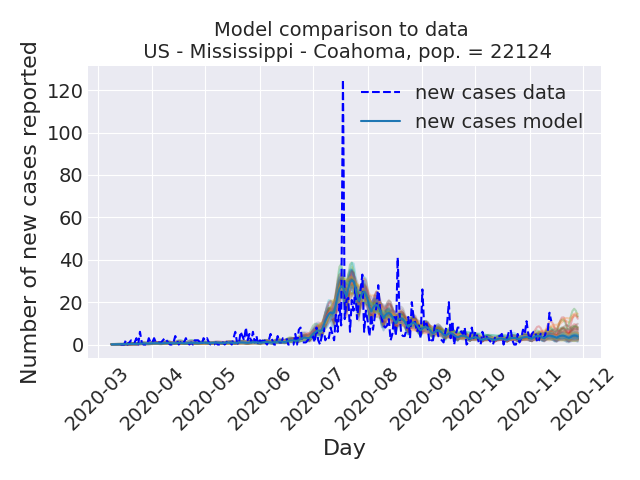 Model comparison to data
US - Mississippi - Coahoma, pop. = 22124
Number of new cases reported
120
100
80
60
40
20
0
new cases data
new cases model
2020-03
2020-04
2020-05
2020-06
2020-07
2020-08
2020-09
2020-10
2020-11
2020-12
Day